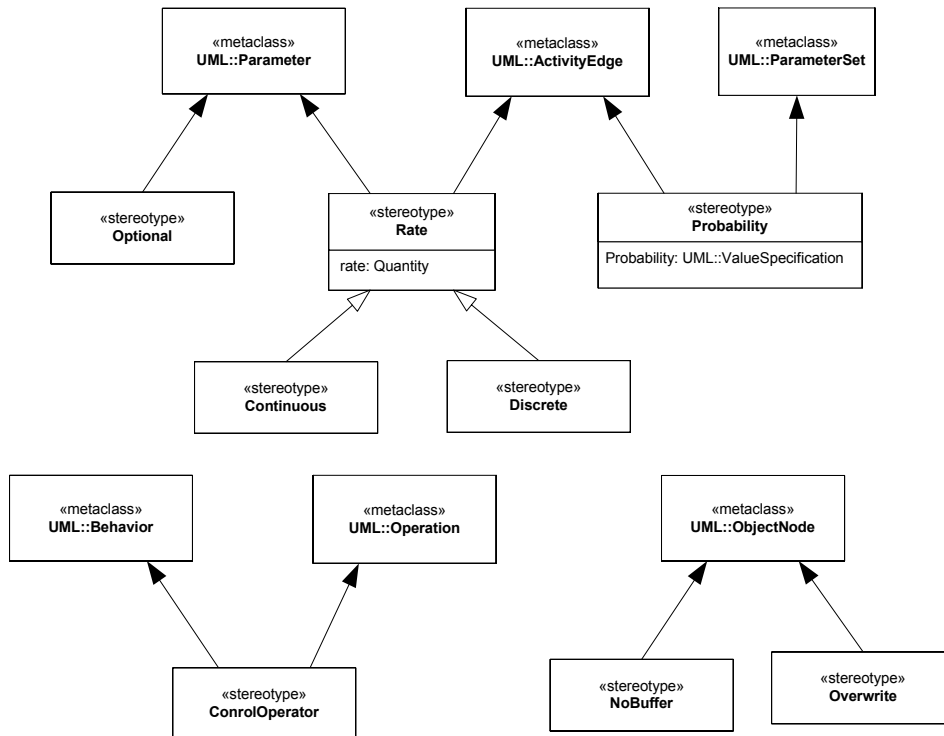 «metaclass»
UML::Parameter
«metaclass»
UML::ActivityEdge
«metaclass»
UML::ParameterSet
«stereotype»
Optional
«stereotype»
Rate
rate: Quantity
«stereotype»
Probability
Probability: UML::ValueSpecification
«stereotype»
Continuous
«stereotype»
Discrete
«metaclass»
UML::Behavior
«metaclass»
UML::Operation
«metaclass»
UML::ObjectNode
«stereotype»
ConrolOperator
«stereotype»
NoBuffer
«stereotype»
Overwrite